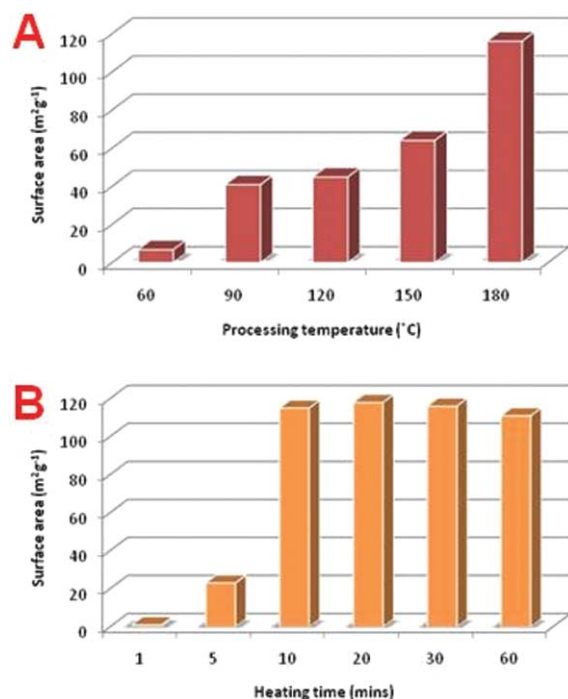 A
120
100
80
60
40
20
0
Surface area (m²g⁻¹)
60 90 120 150 180
Processing temperature (˚C)
B
120
100
80
60
40
20
0
Surface area (m²g⁻¹)
1 5 10 20 30 60
Heating time (mins)